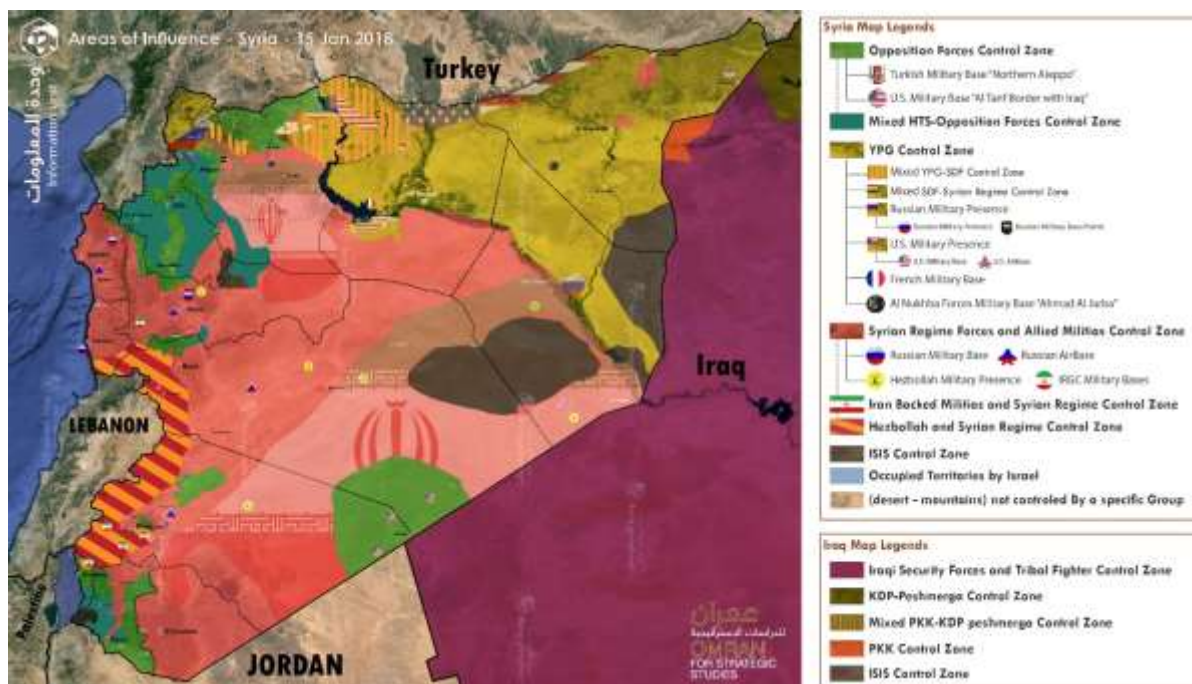 Areas of Influence - Syria - 15 Jan 2018
وحدة المعلومات
Information Unit
Turkey
Iraq
LEBANON
Palestine
JORDAN
عمران
للدراسات الاستراتيجية
OMRAN
FOR STRATEGIC
STUDIES
Syria Map Legends
Opposition Forces Control Zone
Turkish Military Base "Northern Aleppo"
U.S. Military Base "Al Tanf Border with Iraq"
Mixed HTS-Opposition Forces Control Zone
YPG Control Zone
Mixed YPG-SDF Control Zone
Mixed SDF-Syrian Regime Control Zone
Russian Military Presence
U.S. Military Presence
U.S Military Base
French Military Base
Al Nukhba Forces Military Base "Ahmad Al Jarba"
Syrian Regime Forces and Allied Militias Control Zone
Russian Military Base
Russian AirBase
Hezbollah Military Presence
IRGC Military Bases
Iran Backed Militias and Syrian Regime Control Zone
Hezbollah and Syrian Regime Control Zone
ISIS Control Zone
Occupied Territories by Israel
(desert - mountains) not controled By a specific Group
Iraq Map Legends
Iraqi Security Forces and Tribal Fighter Control Zone
KDP-Peshmerga Control Zone
Mixed PKK-KDP peshmerga Control Zone
PKK Control Zone
ISIS Control Zone